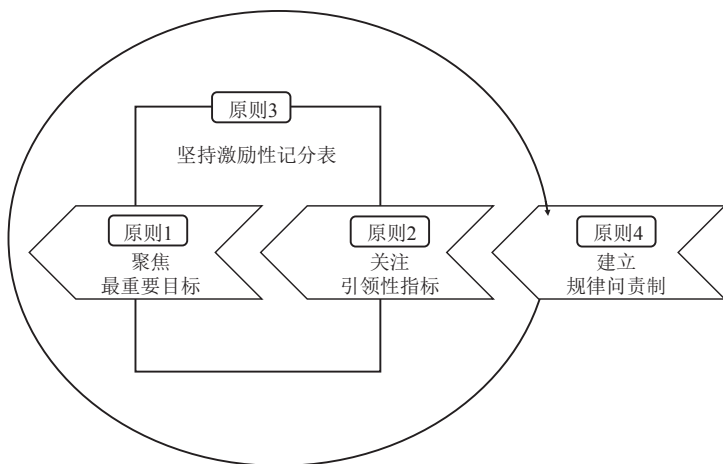 原则3
坚持激励性记分表
原则1
聚焦
最重要目标
原则2
关注
引领性指标
原则4
建立
规律问责制